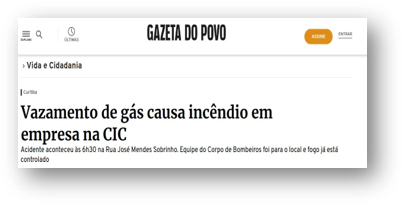 GAZETA DO POVO
ÚLTIMAS
ASSINE
ENTRAR
› Vida e Cidadania
Curitiba
Vazamento de gás causa incêndio em
empresa na CIC
Acidente aconteceu às 6h30 na Rua José Mendes Sobrinho. Equipe do Corpo de Bombeiros foi para o local e fogo já está
controlado